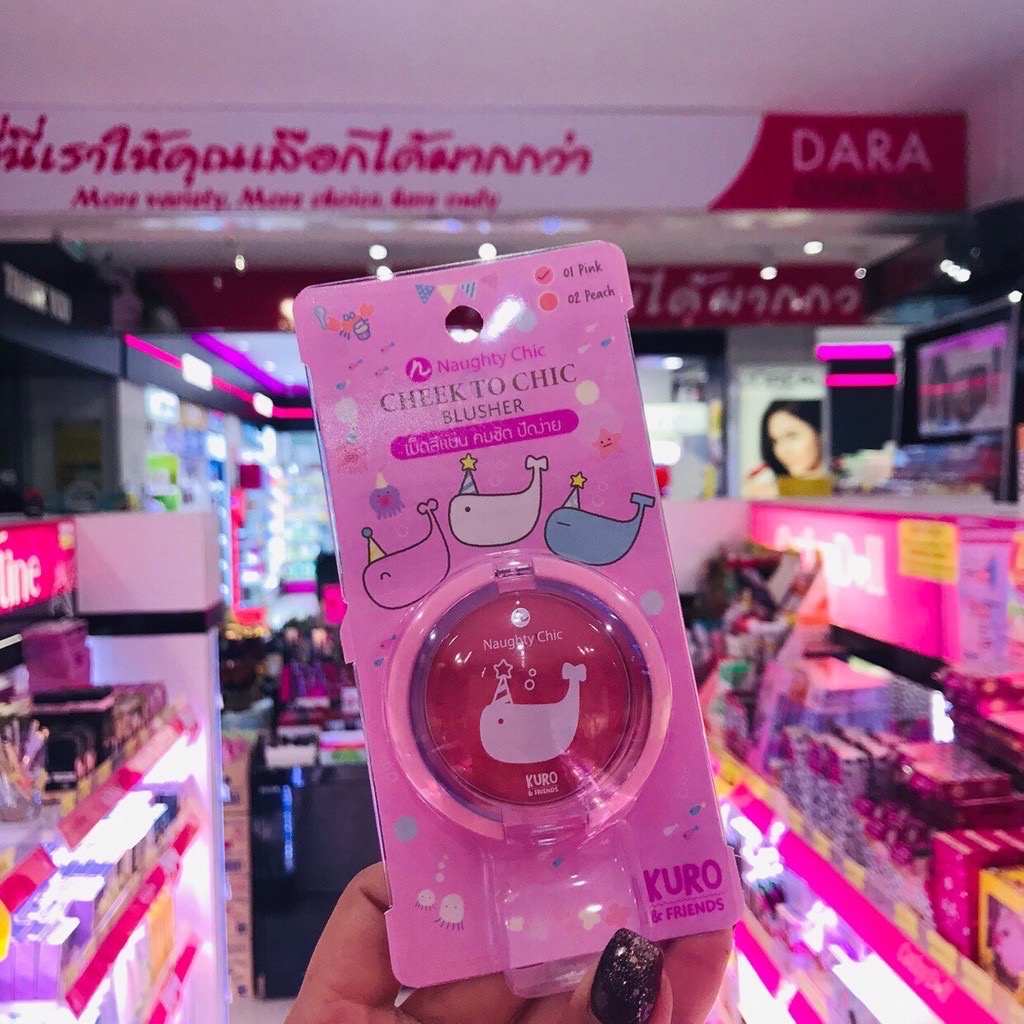 ที่นี่เราให้คุณเลือกได้มากกว่า
More variety, More choice, here only
DARA
COSMETICS
01 Pink
02 Peach
ได้มากกว
Naughty Chic
CHEEK TO CHIC
BLUSHER
เม็ดสีแน่น คมชัด ปัดง่าย
Naughty Chic
KURO
& FRIENDS
KURO
& FRIENDS